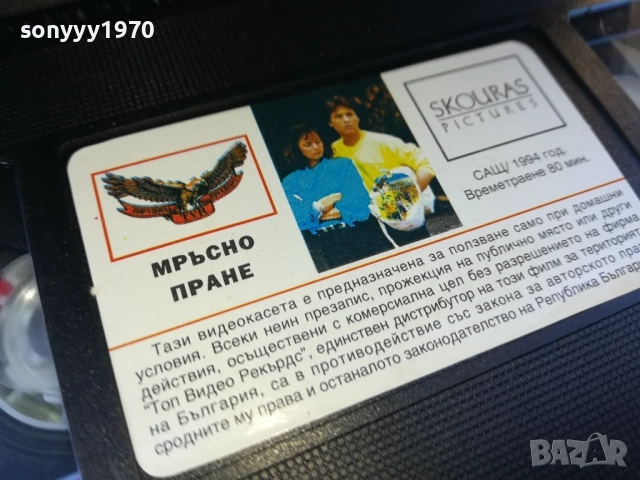 sonyyy1970
SKOURAS
PICTURES
САЩ/ 1994 год.
Времетраене 80 мин.
МРЪСНО
ПРАНЕ
Тази видеокасета е предназначена за ползване само при домашни
условия. Всеки неин презапис, прожекция на публично място или други
действия, осъществени с комерсиална цел без разрешението на фирма
"Топ Видео Рекърдс", единствен дистрибутор на този филм за територията
на България, са в противодействие със закона за авторското право
сродните му права и останалото законодателство на Република Българ
BAZAR
bg